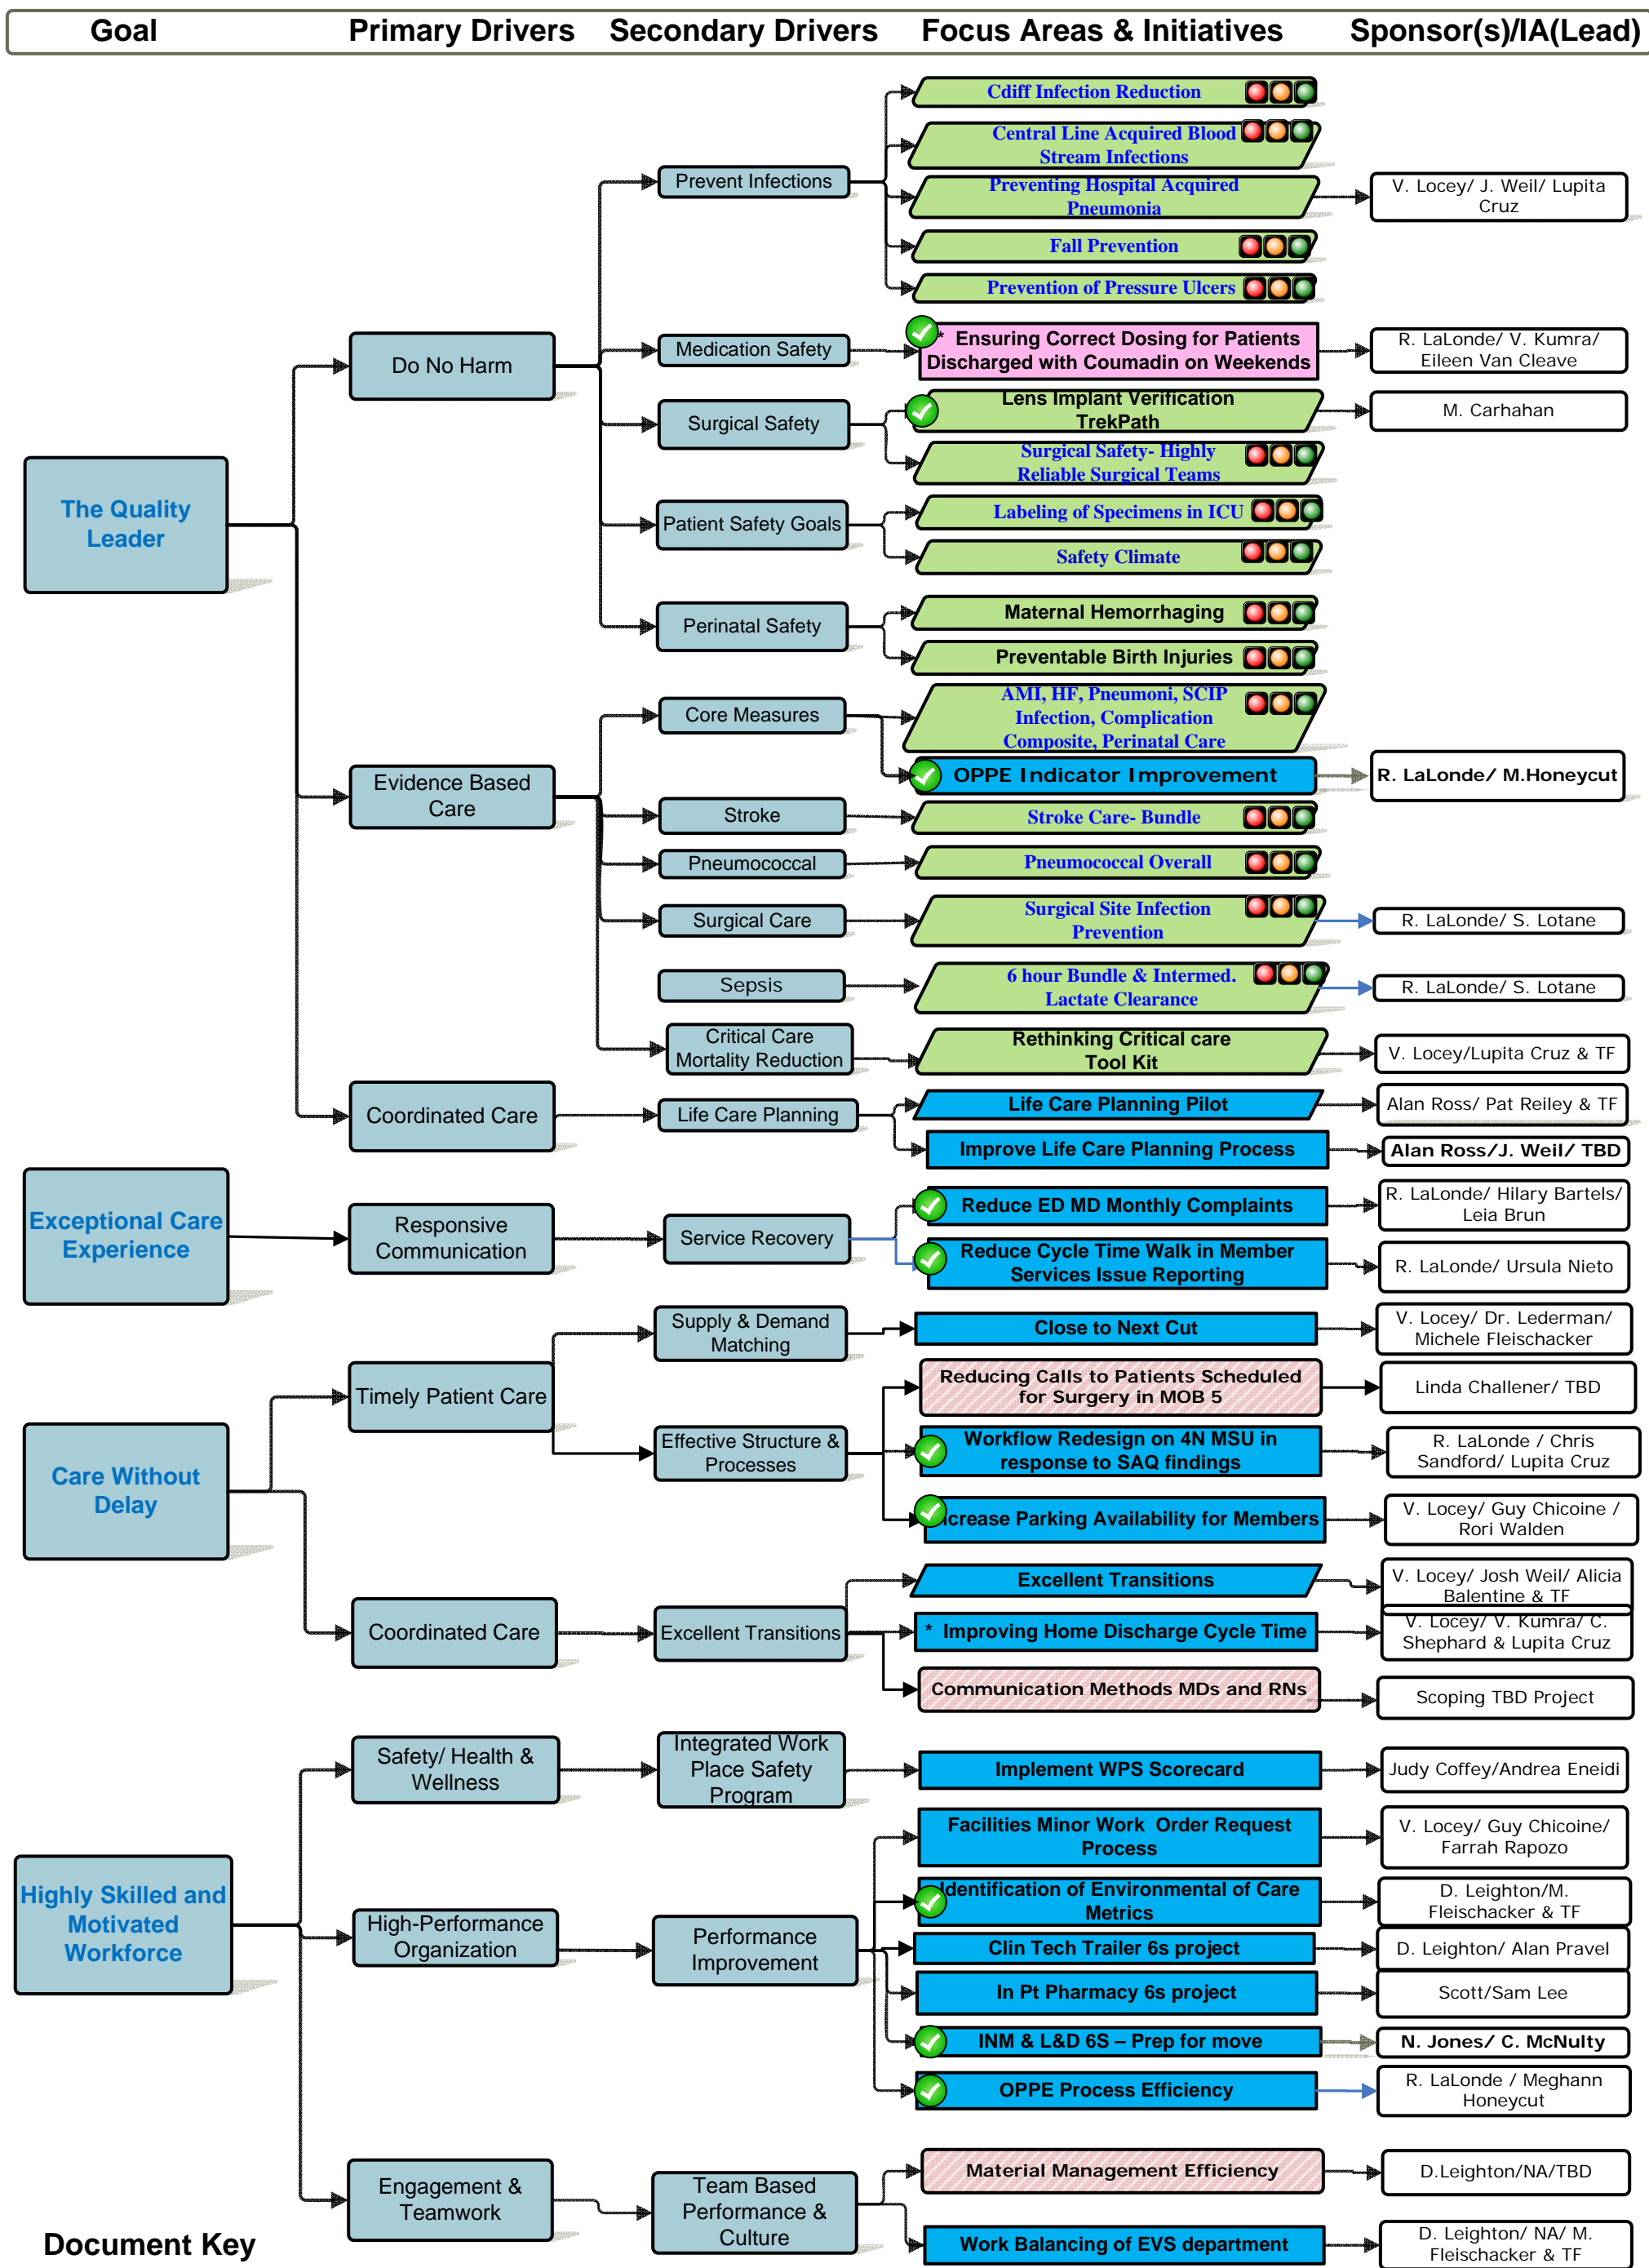 Goal
Primary Drivers
Secondary Drivers
Focus Areas & Initiatives
Sponsor(s)/IA(Lead)
Cdiff Infection Reduction
Central Line Acquired Blood
Stream Infections
Prevent Infections
Preventing Hospital Acquired
Pneumonia
V. Locey/ J. Weil/ Lupita
Cruz
Fall Prevention
Prevention of Pressure Ulcers
Do No Harm
Medication Safety
* Ensuring Correct Dosing for Patients
Discharged with Coumadin on Weekends
R. LaLonde/ V. Kumra/
Eileen Van Cleave
Surgical Safety
Lens Implant Verification
TrekPath
M. Carhahan
Surgical Safety- Highly
Reliable Surgical Teams
The Quality
Leader
Patient Safety Goals
Labeling of Specimens in ICU
Safety Climate
Perinatal Safety
Maternal Hemorrhaging
Preventable Birth Injuries
Core Measures
AMI, HF, Pneumoni, SCIP
Infection, Complication
Composite, Perinatal Care
Evidence Based
Care
OPPE Indicator Improvement
R. LaLonde/ M.Honeycut
Stroke
Stroke Care- Bundle
Pneumococcal
Pneumococcal Overall
Surgical Care
Surgical Site Infection
Prevention
R. LaLonde/ S. Lotane
Sepsis
6 hour Bundle & Intermed.
Lactate Clearance
R. LaLonde/ S. Lotane
Critical Care
Mortality Reduction
Rethinking Critical care
Tool Kit
V. Locey/Lupita Cruz & TF
Coordinated Care
Life Care Planning
Life Care Planning Pilot
Alan Ross/ Pat Reiley & TF
Improve Life Care Planning Process
Alan Ross/J. Weil/ TBD
Exceptional Care
Experience
Responsive
Communication
Service Recovery
Reduce ED MD Monthly Complaints
R. LaLonde/ Hilary Bartels/
Leia Brun
Reduce Cycle Time Walk in Member
Services Issue Reporting
R. LaLonde/ Ursula Nieto
Supply & Demand
Matching
Close to Next Cut
V. Locey/ Dr. Lederman/
Michele Fleischacker
Timely Patient Care
Reducing Calls to Patients Scheduled
for Surgery in MOB 5
Linda Challener/ TBD
Effective Structure &
Processes
Workflow Redesign on 4N MSU in
response to SAQ findings
R. LaLonde / Chris
Sandford/ Lupita Cruz
Care Without
Delay
crease Parking Availability for Members
V. Locey/ Guy Chicoine /
Rori Walden
Excellent Transitions
V. Locey/ Josh Weil/ Alicia
Balentine & TF
Coordinated Care
Excellent Transitions
* Improving Home Discharge Cycle Time
V. Locey/ V. Kumra/ C.
Shephard & Lupita Cruz
Communication Methods MDs and RNs
Scoping TBD Project
Safety/ Health &
Wellness
Integrated Work
Place Safety
Program
Implement WPS Scorecard
Judy Coffey/Andrea Eneidi
Facilities Minor Work Order Request
Process
V. Locey/ Guy Chicoine/
Farrah Rapozo
Highly Skilled and
Motivated
Workforce
High-Performance
Organization
Performance
Improvement
Identification of Environmental of Care
Metrics
D. Leighton/M.
Fleischacker & TF
Clin Tech Trailer 6s project
D. Leighton/ Alan Pravel
In Pt Pharmacy 6s project
Scott/Sam Lee
INM & L&D 6S – Prep for move
N. Jones/ C. McNulty
OPPE Process Efficiency
R. LaLonde / Meghann
Honeycut
Engagement &
Teamwork
Team Based
Performance &
Culture
Material Management Efficiency
D.Leighton/NA/TBD
Work Balancing of EVS department
D. Leighton/ NA/ M.
Fleischacker & TF
Document Key